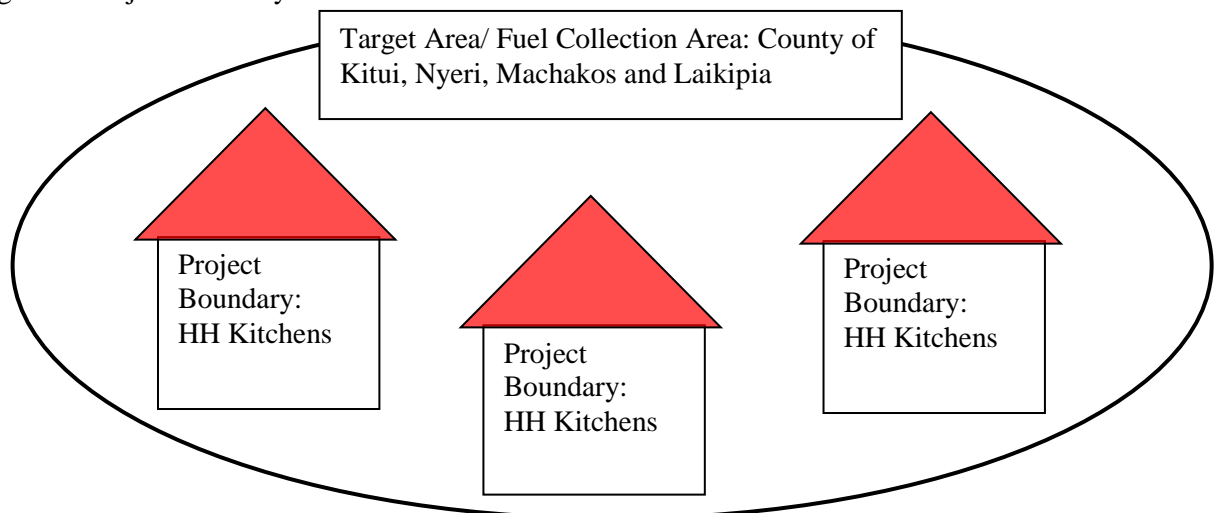 Target Area/ Fuel Collection Area: County of
Kitui, Nyeri, Machakos and Laikipia
Project
Boundary:
HH Kitchens
Project
Boundary:
HH Kitchens
Project
Boundary:
HH Kitchens